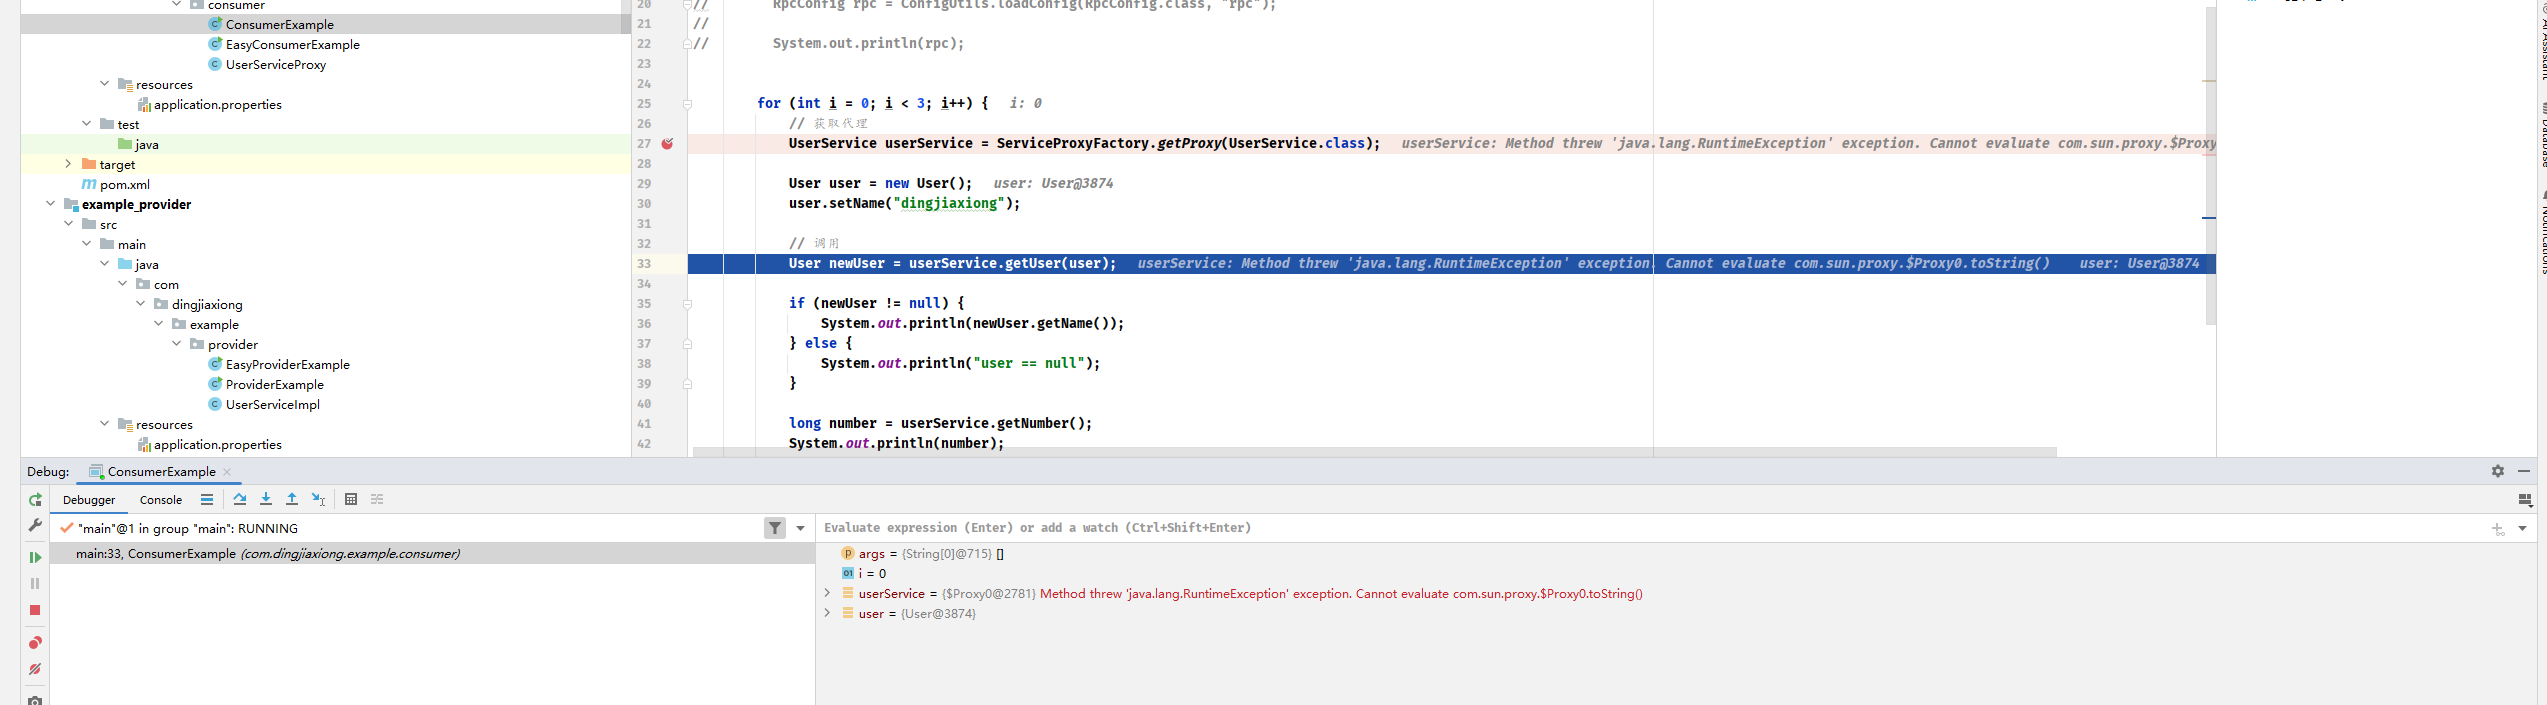 consumer
ConsumerExample
EasyConsumerExample
UserServiceProxy
resources
application.properties
test
java
target
pom.xml
example_provider
src
main
java
com
dingjiaxiong
example
provider
EasyProviderExample
ProviderExample
UserServiceImpl
resources
application.properties
20 // RpcConfig rpc = ConfigUtils.loadConfig(RpcConfig.class, "rpc");
21 //
22 // System.out.println(rpc);
23
24
25 for (int i = 0; i < 3; i++) { i: 0
26 // 获取代理
27 UserService userService = ServiceProxyFactory.getProxy(UserService.class); userService: Method threw 'java.lang.RuntimeException' exception. Cannot evaluate com.sun.proxy.$Proxy
28
29 User user = new User(); user: User@3874
30 user.setName("dingjiaxiong");
31
32 // 调用
33 User newUser = userService.getUser(user); userService: Method threw 'java.lang.RuntimeException' exception. Cannot evaluate com.sun.proxy.$Proxy0.toString() user: User@3874
34
35 if (newUser != null) {
36 System.out.println(newUser.getName());
37 } else {
38 System.out.println("user == null");
39 }
40
41 long number = userService.getNumber();
42 System.out.println(number);
AI Assistant
Database
Notifications
Debug: ConsumerExample
Debugger Console
"main"@1 in group "main": RUNNING
main:33, ConsumerExample (com.dingjiaxiong.example.consumer)
Evaluate expression (Enter) or add a watch (Ctrl+Shift+Enter)
args = {String[0]@715} []
i = 0
userService = {$Proxy0@2781} Method threw 'java.lang.RuntimeException' exception. Cannot evaluate com.sun.proxy.$Proxy0.toString()
user = {User@3874}